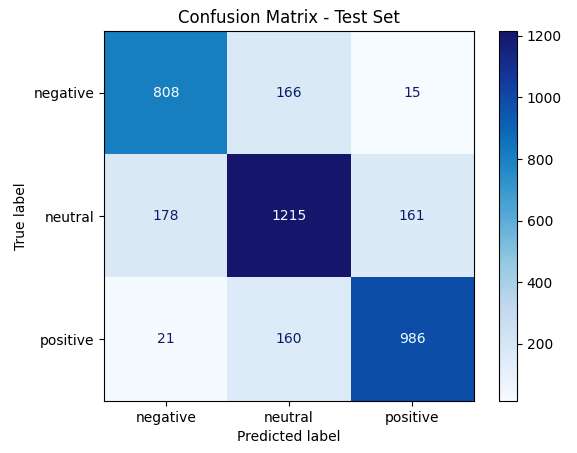 Confusion Matrix - Test Set
True label
negative 808 166 15
neutral 178 1215 161
positive 21 160 986
negative neutral positive
Predicted label
1200
1000
800
600
400
200